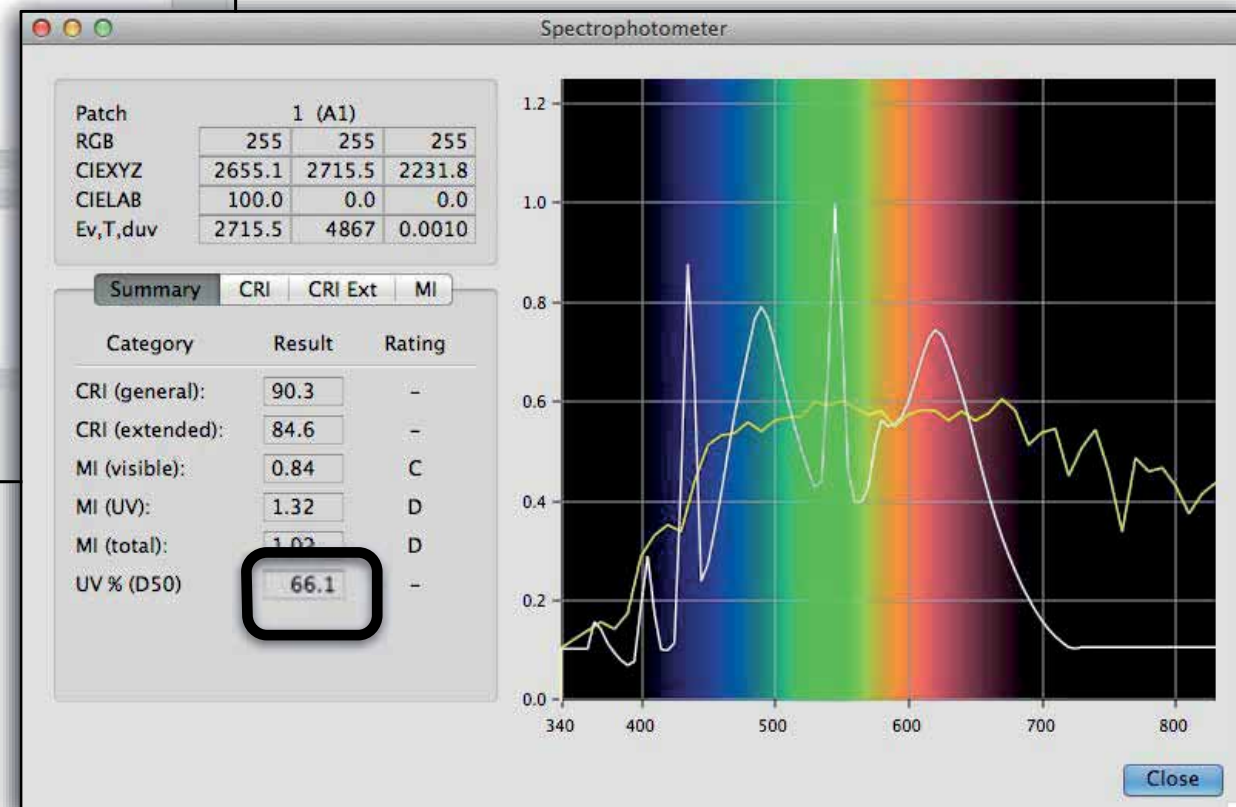 Spectrophotometer
Patch 1 (A1)
RGB 255 255 255
CIEXYZ 2655.1 2715.5 2231.8
CIELAB 100.0 0.0 0.0
Ev,T,duv 2715.5 4867 0.0010
Summary CRI CRI Ext MI
Category Result Rating
CRI (general): 90.3 –
CRI (extended): 84.6 –
MI (visible): 0.84 C
MI (UV): 1.32 D
MI (total): 1.02 D
UV % (D50) 66.1 –
1.2
1.0
0.8
0.6
0.4
0.2
0.0
340 400 500 600 700 800
Close